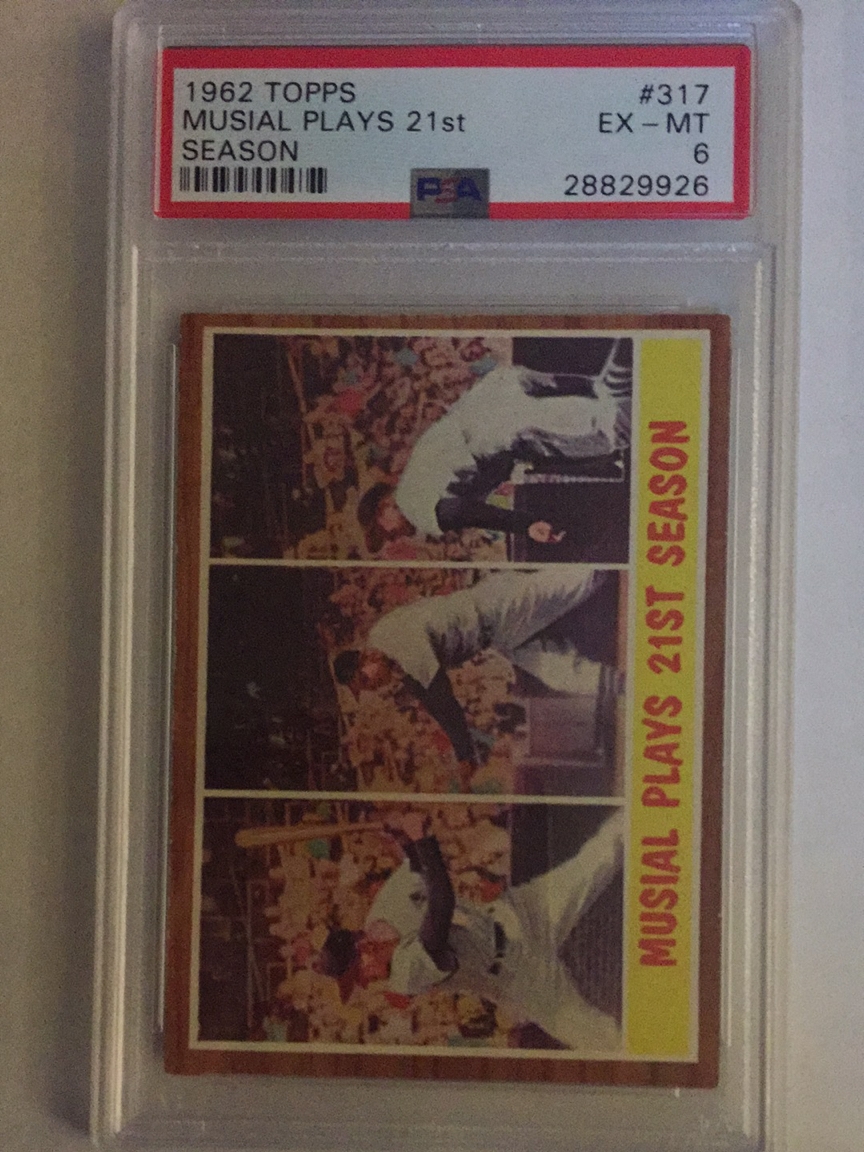 1962 TOPPS #317
MUSIAL PLAYS 21st EX - MT
SEASON 6
PSA 28829926
MUSIAL PLAYS 21ST SEASON